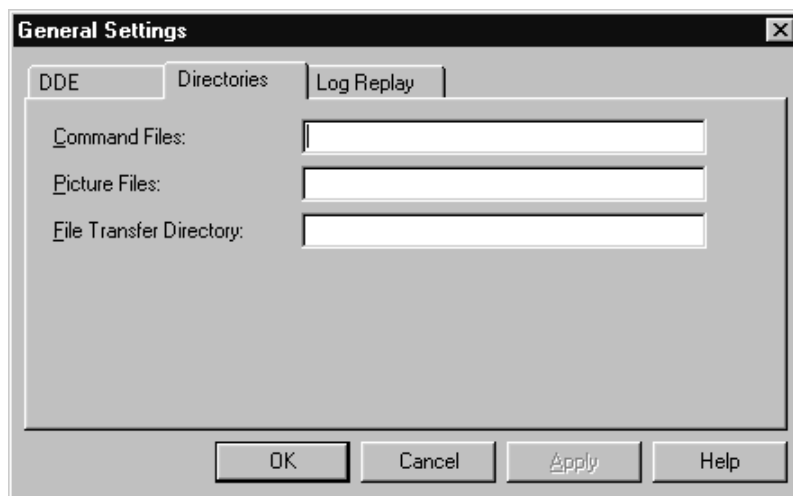 General Settings
DDE Directories Log Replay
Command Files:
Picture Files:
File Transfer Directory:
OK Cancel Apply Help